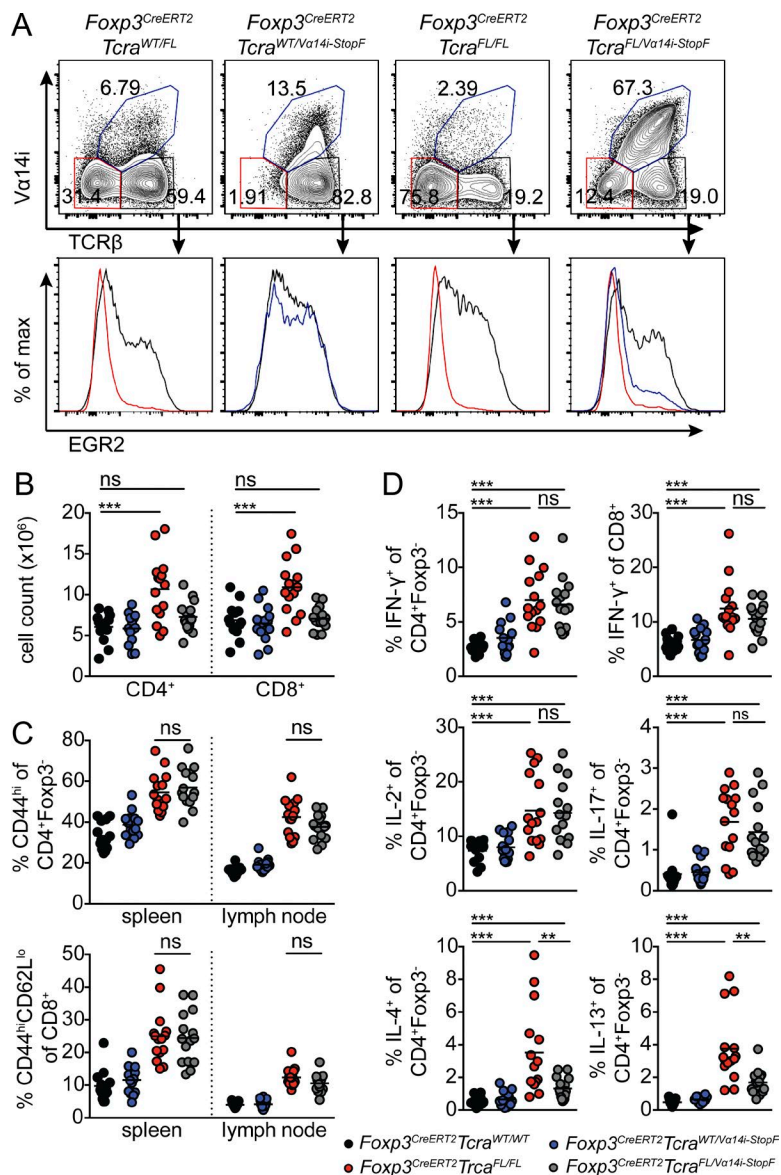 A
Foxp3CreERT2 TcraWT/FL
Foxp3CreERT2 TcraWT/Vα14i-StopF
Foxp3CreERT2 TcraFL/FL
Foxp3CreERT2 TcraFL/Vα14i-StopF
Vα14i
6.79
31.4
59.4
13.5
1.91
82.8
2.39
75.8
19.2
67.3
12.4
19.0
TCRβ
% of max
EGR2
B
cell count (x10⁶)
20
15
10
5
0
ns
***
ns
***
CD4⁺
CD8⁺
C
% CD44hi of CD4⁺Foxp3⁻
80
60
40
20
0
ns
ns
spleen
lymph node
% CD44hiCD62Llo of CD8⁺
50
40
30
20
10
0
ns
ns
spleen
lymph node
D
% IFN-γ⁺ of CD4⁺Foxp3⁻
15
10
5
0
***
***
ns
% IFN-γ⁺ of CD8⁺
30
20
10
0
***
***
ns
% IL-2⁺ of CD4⁺Foxp3⁻
30
20
10
0
***
***
ns
% IL-17⁺ of CD4⁺Foxp3⁻
4
3
2
1
0
***
***
ns
% IL-4⁺ of CD4⁺Foxp3⁻
10
8
6
4
2
0
***
***
**
% IL-13⁺ of CD4⁺Foxp3⁻
10
8
6
4
2
0
***
***
**
Foxp3CreERT2TcraWT/WT
Foxp3CreERT2TcraWT/Vα14i-StopF
Foxp3CreERT2TrcaFL/FL
Foxp3CreERT2TcraFL/Vα14i-StopF